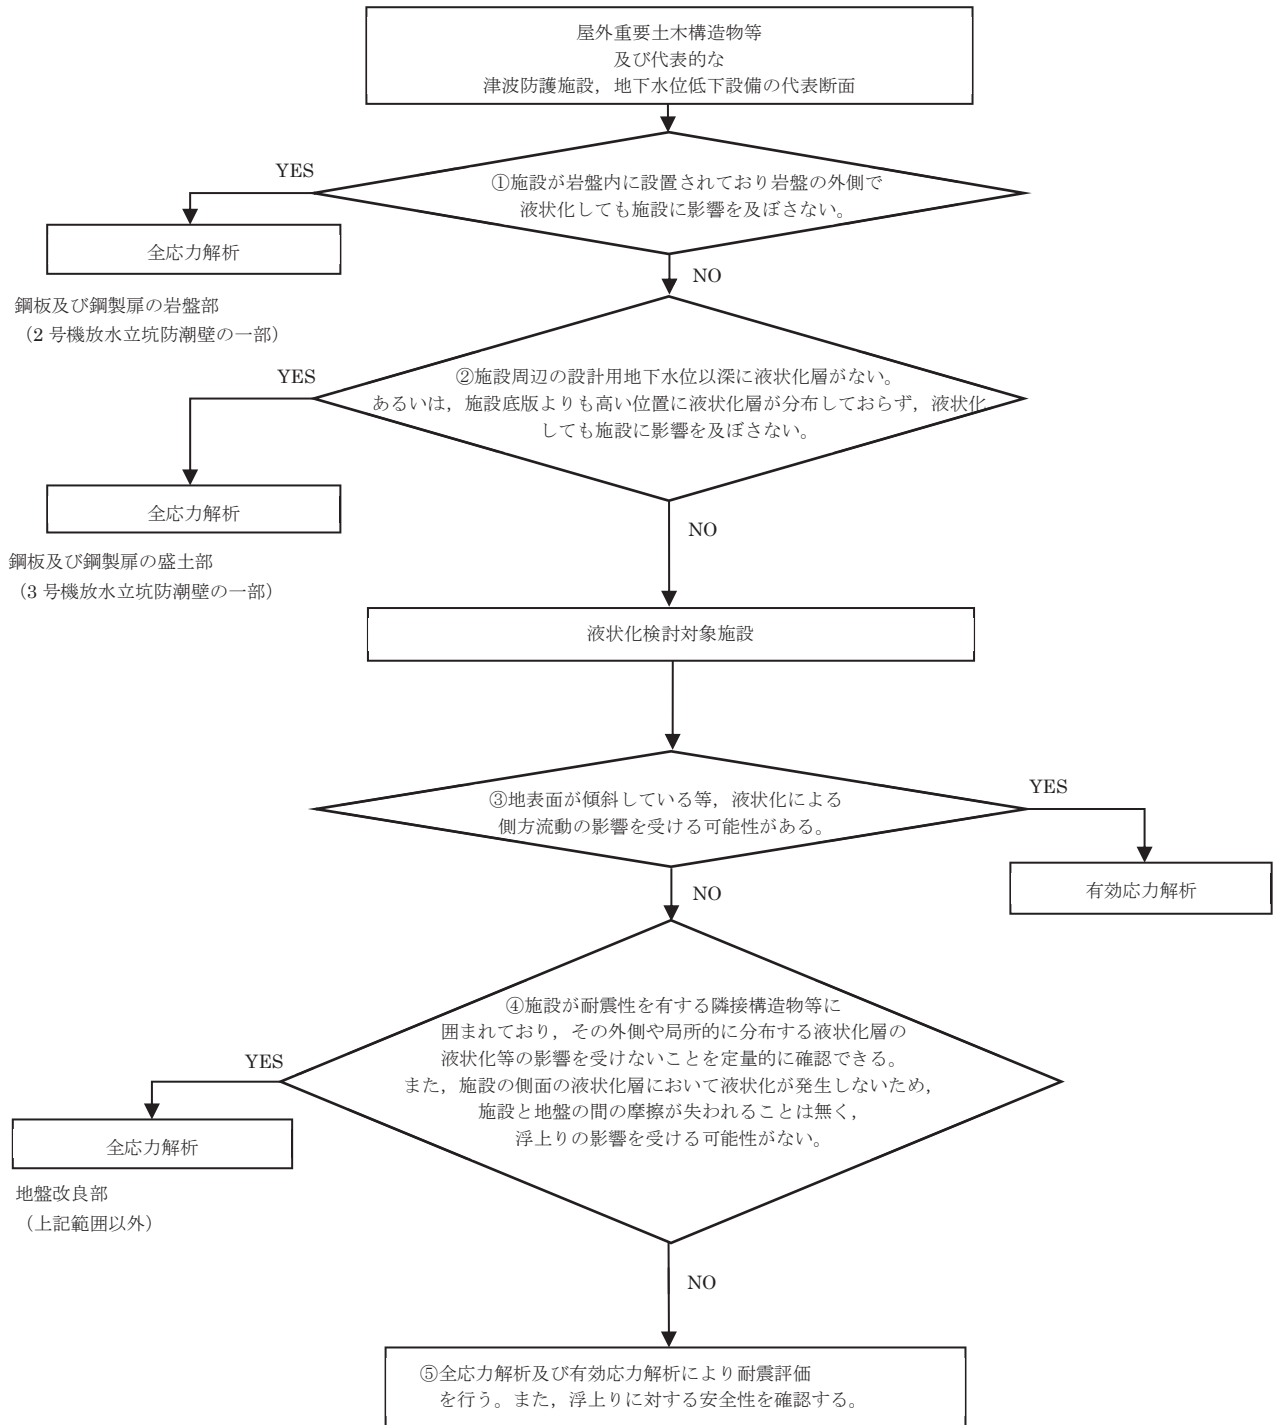 屋外重要土木構造物等
及び代表的な
津波防護施設，地下水位低下設備の代表断面
YES
①施設が岩盤内に設置されており岩盤の外側で
液状化しても施設に影響を及ぼさない。
全応力解析
NO
鋼板及び鋼製扉の岩盤部
（2 号機放水立坑防潮壁の一部）
YES
②施設周辺の設計用地下水位以深に液状化層がない。
あるいは，施設底版よりも高い位置に液状化層が分布しておらず，液状化
しても施設に影響を及ぼさない。
全応力解析
NO
鋼板及び鋼製扉の盛土部
（3 号機放水立坑防潮壁の一部）
液状化検討対象施設
YES
③地表面が傾斜している等，液状化による
側方流動の影響を受ける可能性がある。
有効応力解析
NO
④施設が耐震性を有する隣接構造物等に
囲まれており，その外側や局所的に分布する液状化層の
液状化等の影響を受けないことを定量的に確認できる。
YES
また，施設の側面の液状化層において液状化が発生しないため，
施設と地盤の間の摩擦が失われることは無く，
浮上りの影響を受ける可能性がない。
全応力解析
地盤改良部
（上記範囲以外）
NO
⑤全応力解析及び有効応力解析により耐震評価
を行う。また，浮上りに対する安全性を確認する。